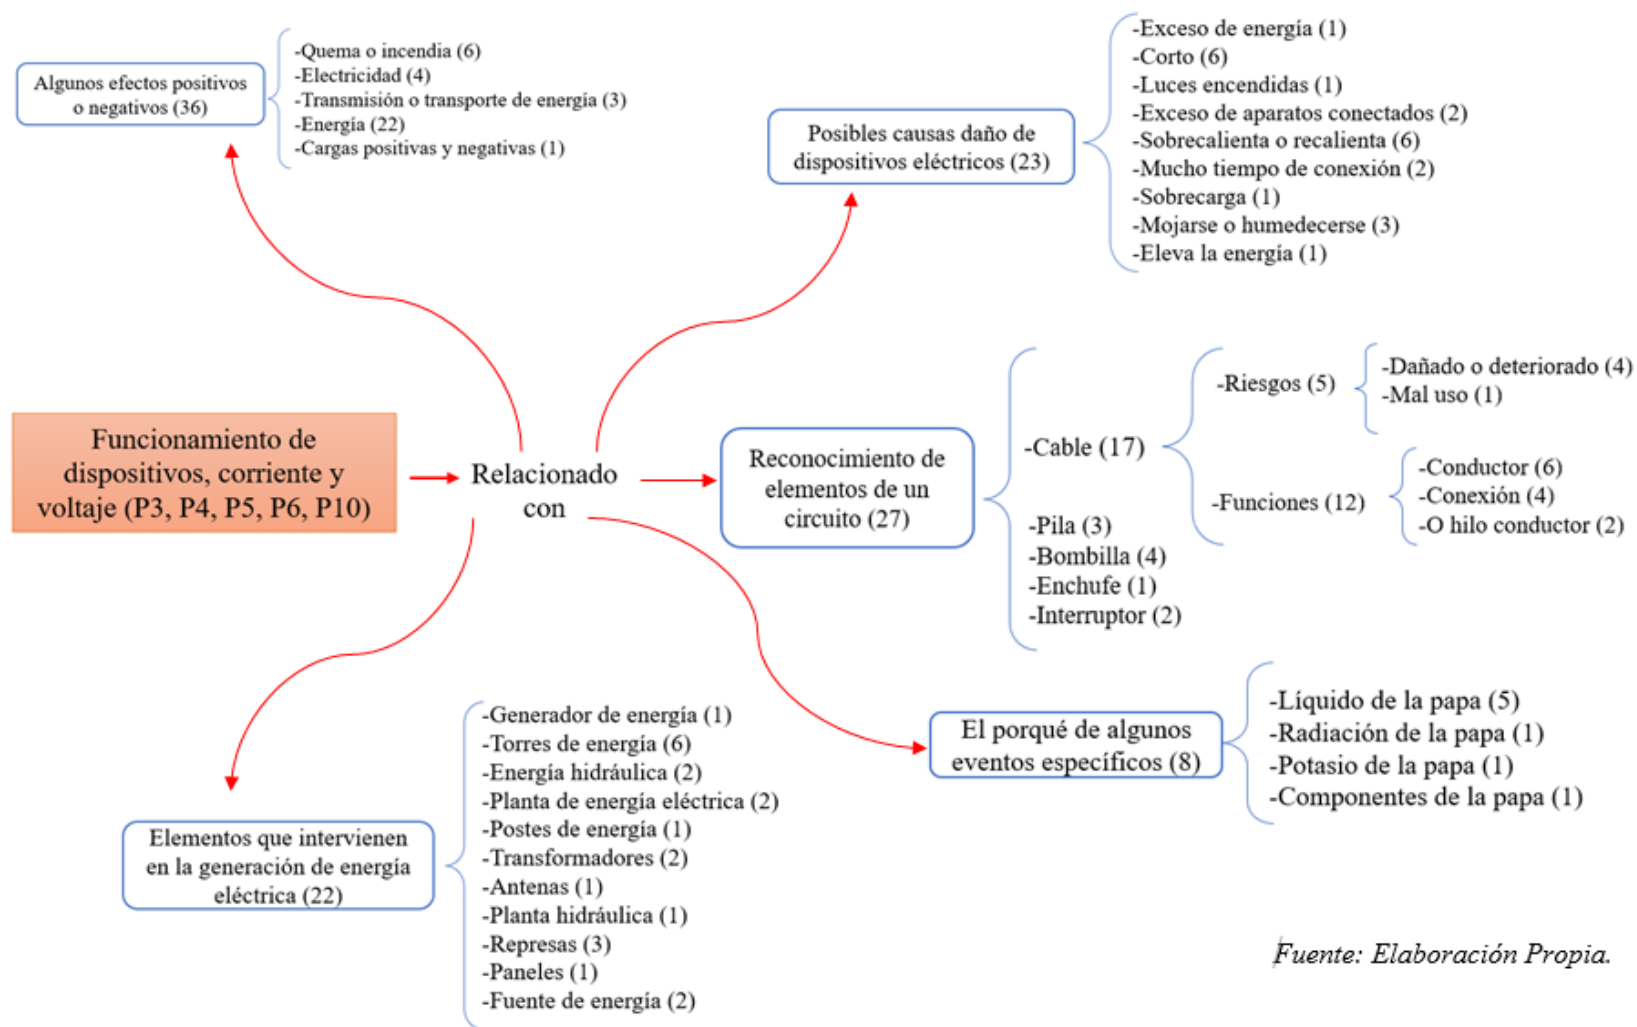 Funcionamiento de
dispositivos, corriente y
voltaje (P3, P4, P5, P6, P10)
Relacionado
con
Algunos efectos positivos
o negativos (36)
-Quema o incendia (6)
-Electricidad (4)
-Transmisión o transporte de energía (3)
-Energía (22)
-Cargas positivas y negativas (1)
Posibles causas daño de
dispositivos eléctricos (23)
-Exceso de energía (1)
-Corto (6)
-Luces encendidas (1)
-Exceso de aparatos conectados (2)
-Sobrecalienta o recalienta (6)
-Mucho tiempo de conexión (2)
-Sobrecarga (1)
-Mojarse o humedecerse (3)
-Eleva la energía (1)
Reconocimiento de
elementos de un
circuito (27)
-Cable (17)
-Riesgos (5)
-Dañado o deteriorado (4)
-Mal uso (1)
-Funciones (12)
-Conductor (6)
-Conexión (4)
-O hilo conductor (2)
-Pila (3)
-Bombilla (4)
-Enchufe (1)
-Interruptor (2)
El porqué de algunos
eventos específicos (8)
-Líquido de la papa (5)
-Radiación de la papa (1)
-Potasio de la papa (1)
-Componentes de la papa (1)
Elementos que intervienen
en la generación de energía
eléctrica (22)
-Generador de energía (1)
-Torres de energía (6)
-Energía hidráulica (2)
-Planta de energía eléctrica (2)
-Postes de energía (1)
-Transformadores (2)
-Antenas (1)
-Planta hidráulica (1)
-Represas (3)
-Paneles (1)
-Fuente de energía (2)
Fuente: Elaboración Propia.